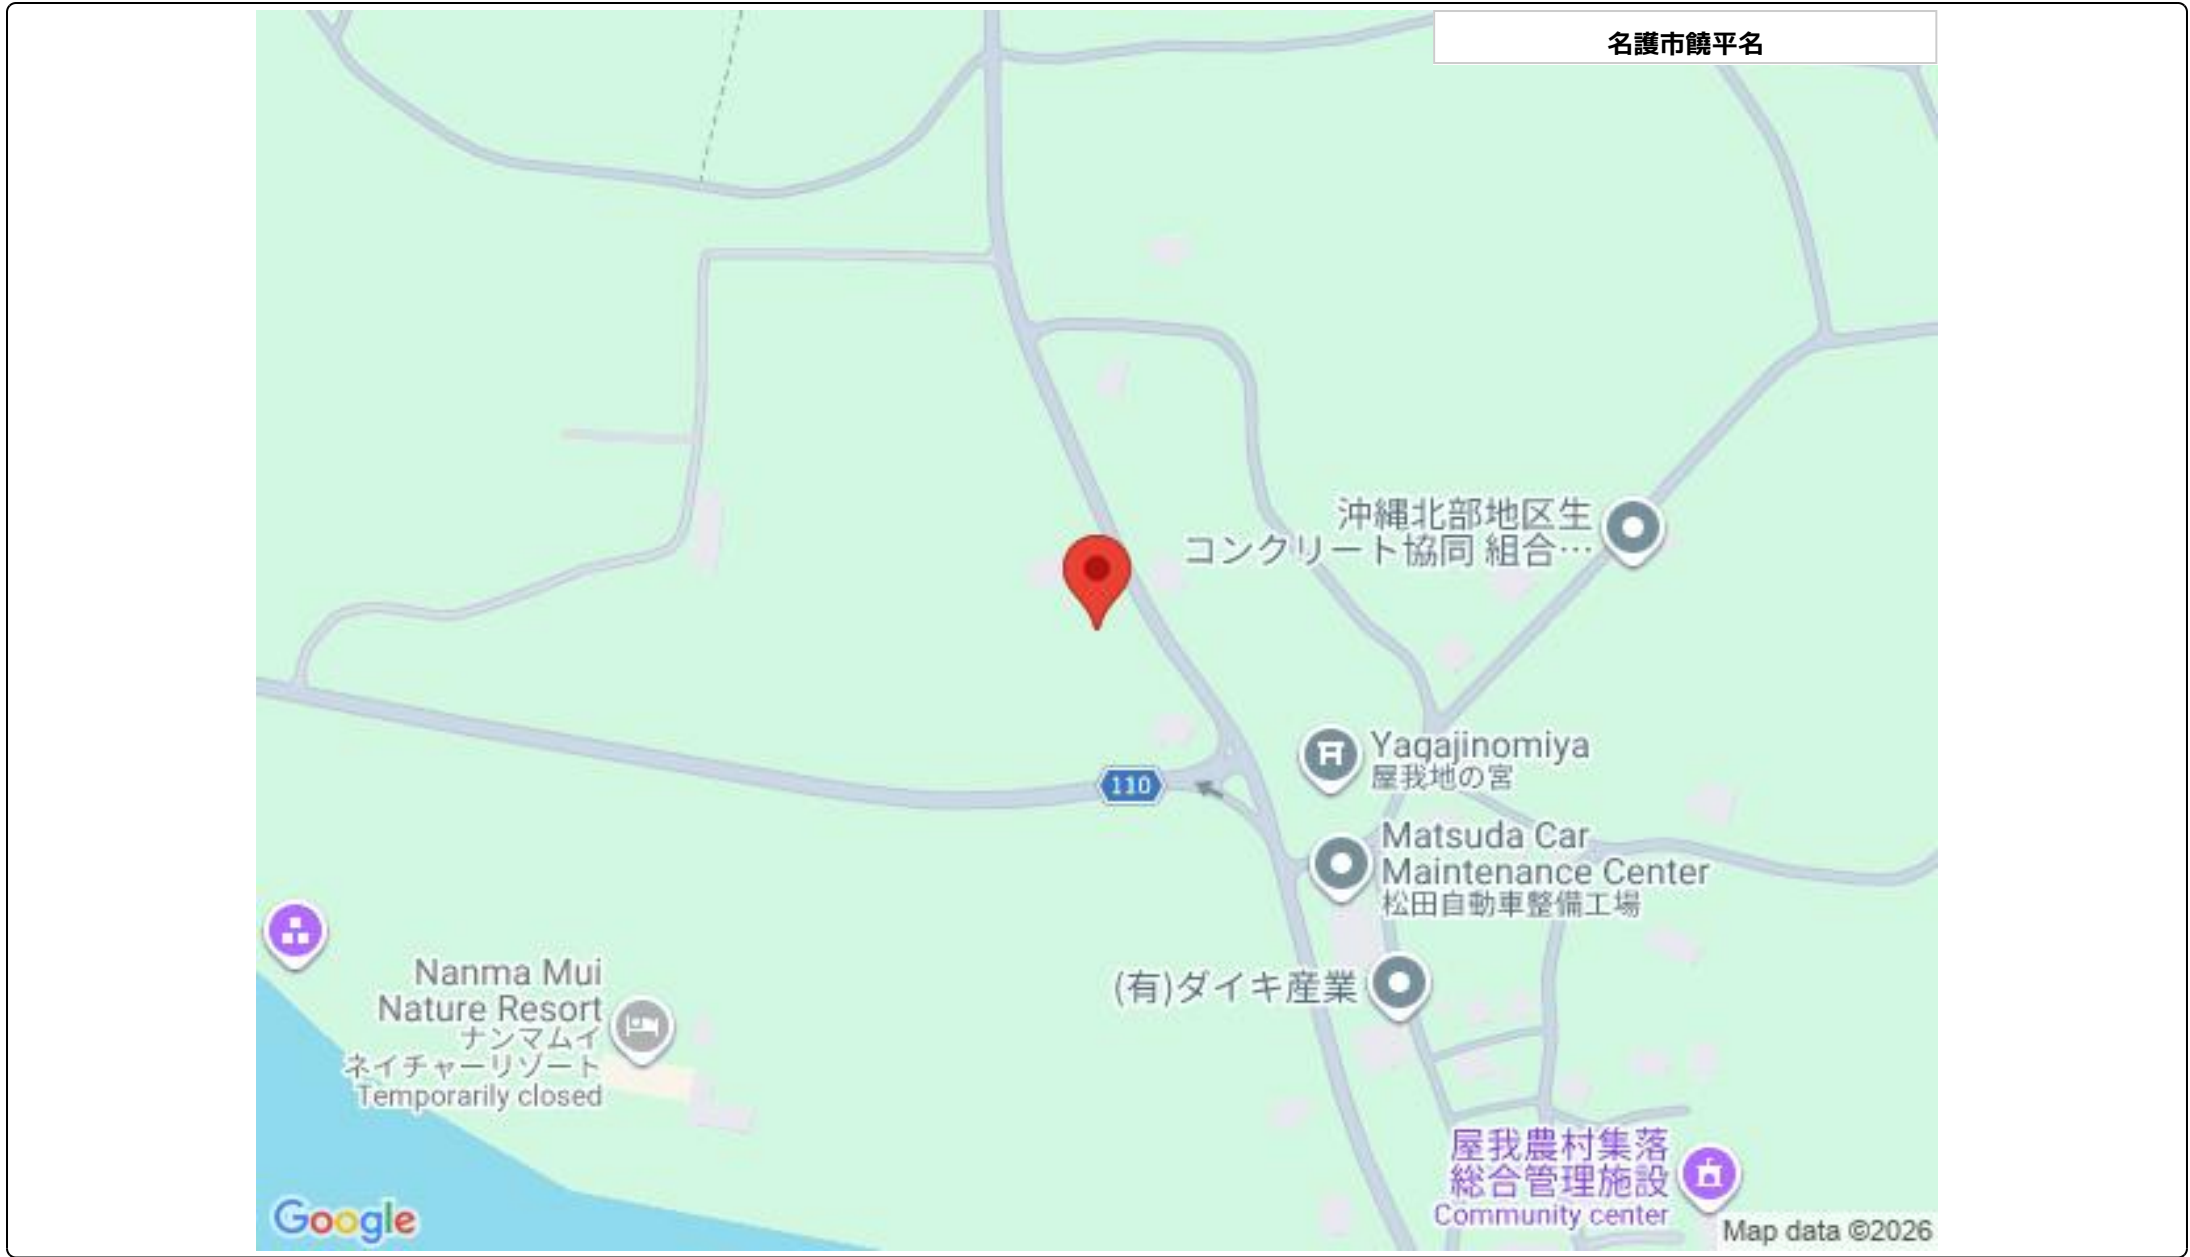 名護市饒平名
沖縄北部地区生
コンクリート協同 組合…
Yagajinomiya
屋我地の宮
110
Matsuda Car
Maintenance Center
松田自動車整備工場
Nanma Mui
Nature Resort
ナンマムイ
ネイチャーリゾート
Temporarily closed
(有)ダイキ産業
屋我農村集落
総合管理施設
Community center
Google
Map data ©2026